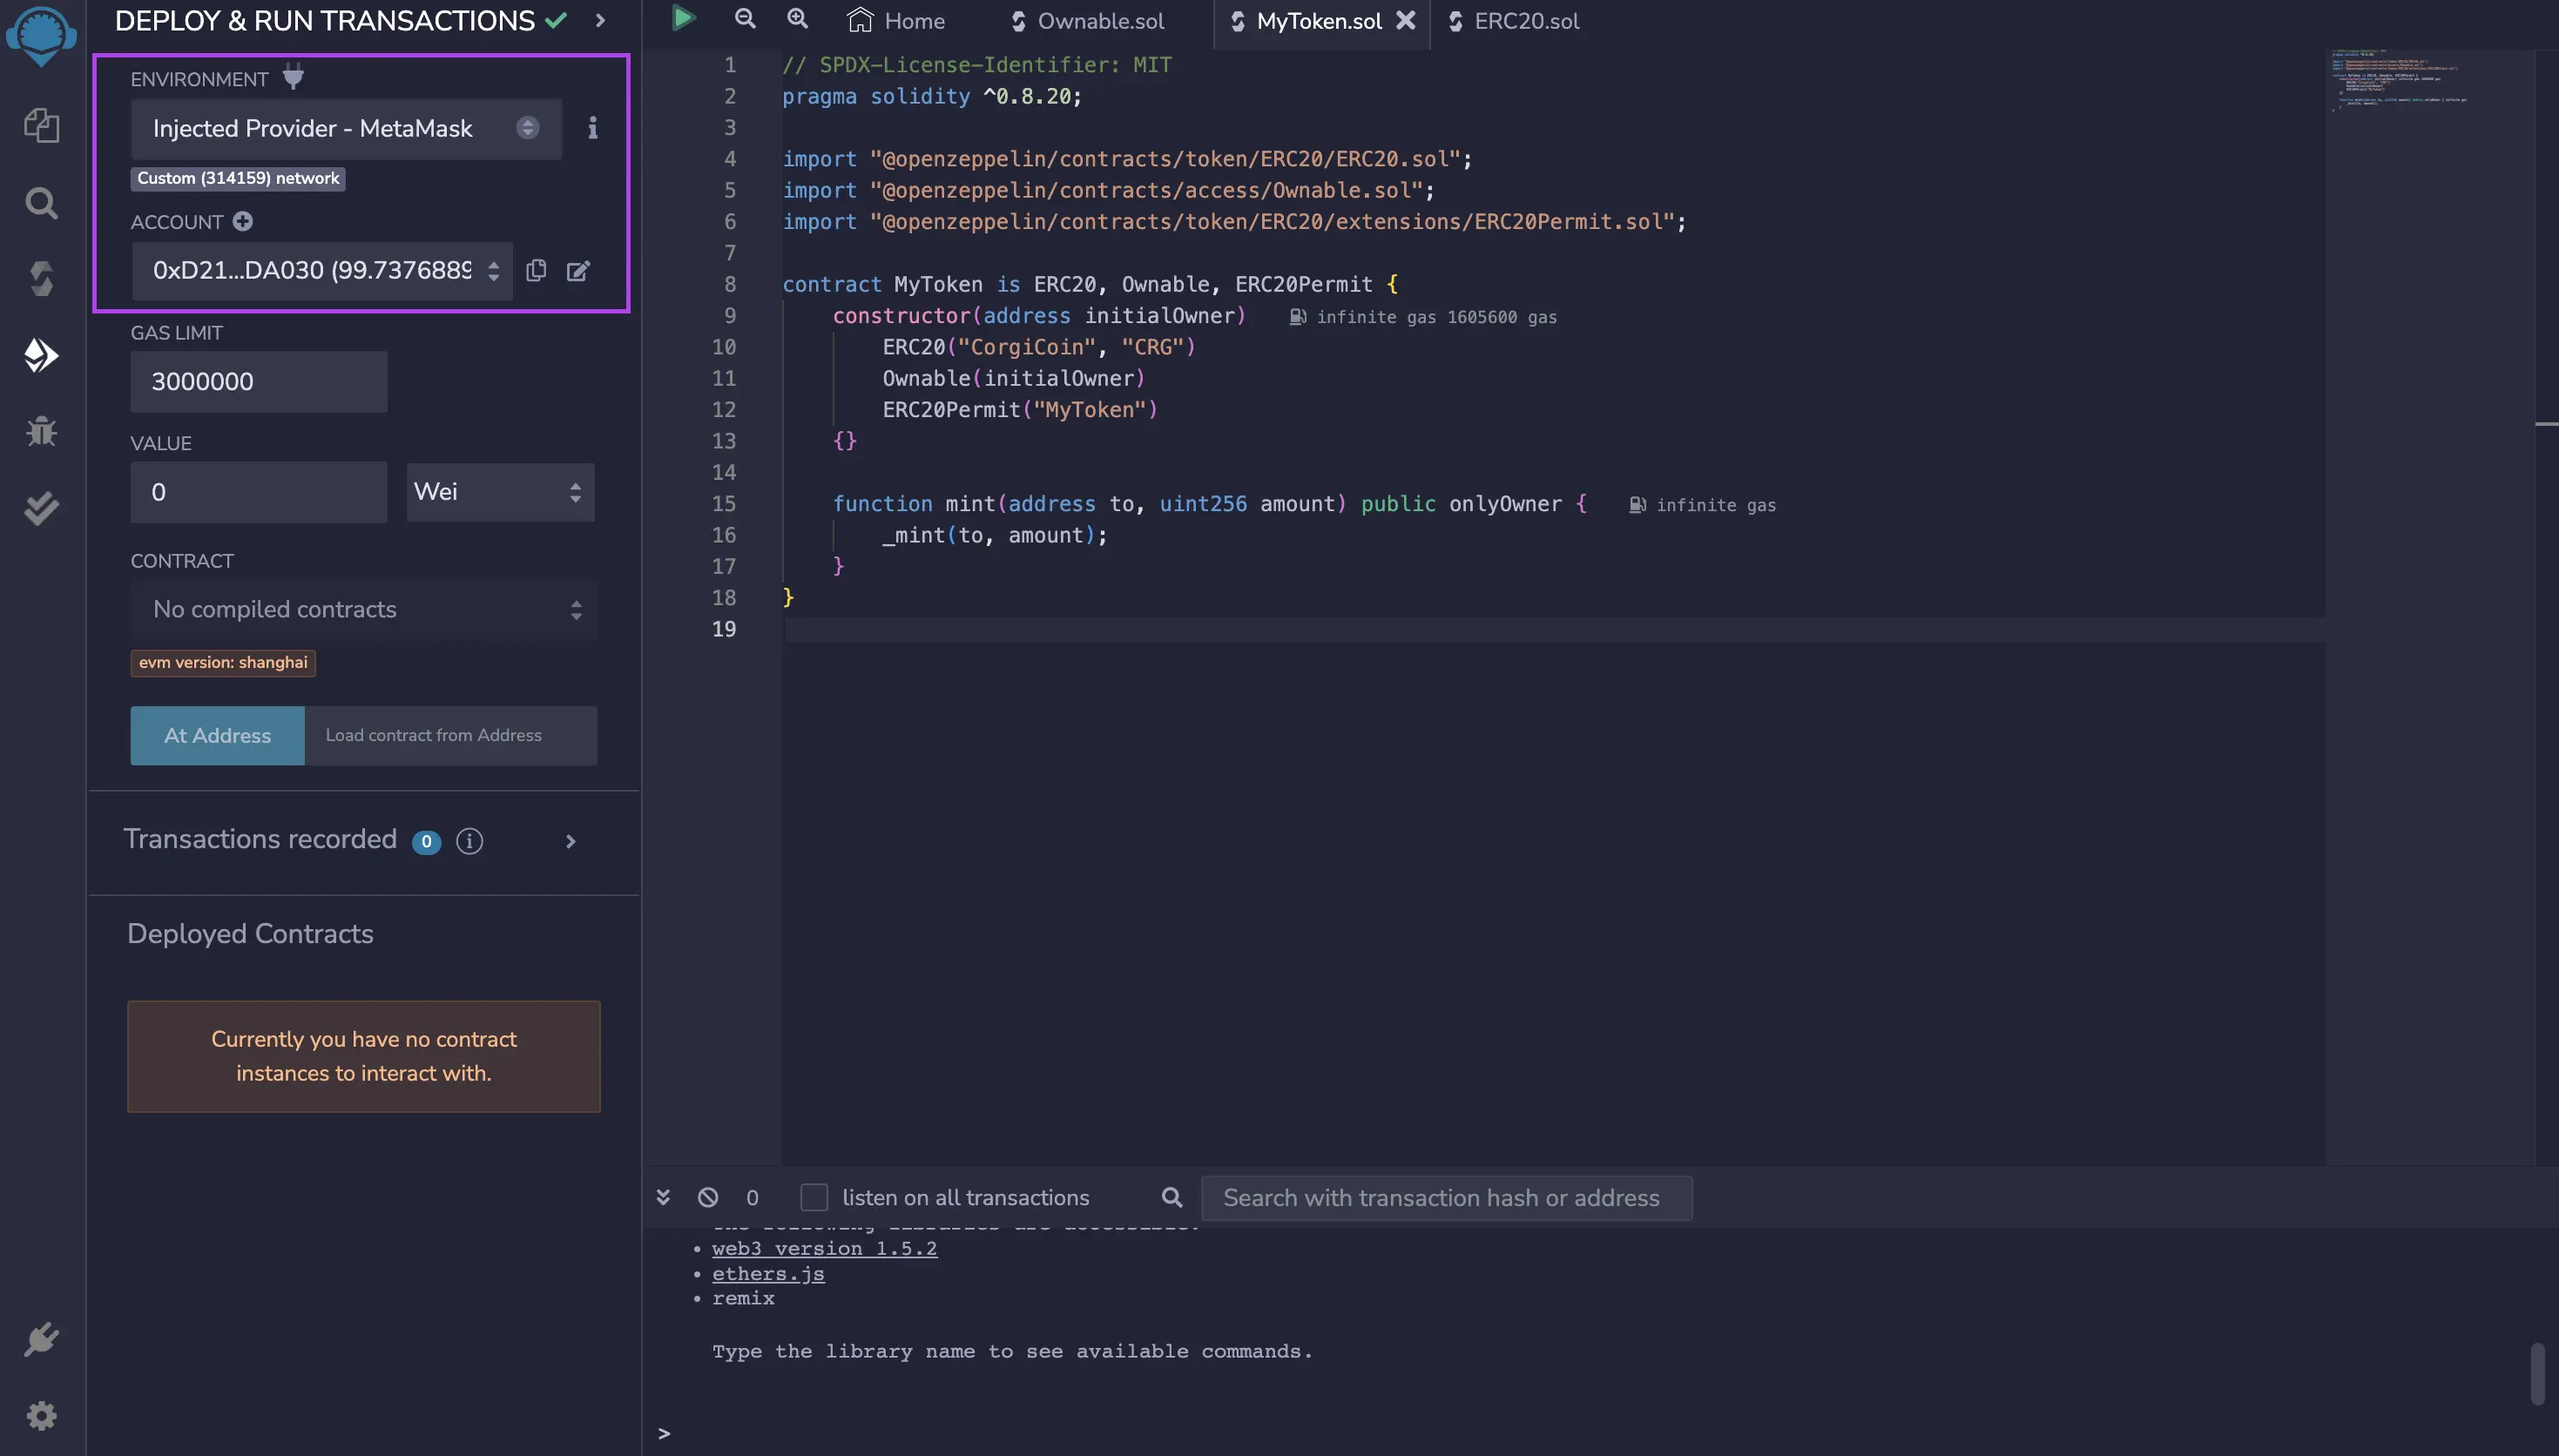 DEPLOY & RUN TRANSACTIONS
ENVIRONMENT
Injected Provider - MetaMask
Custom (314159) network
ACCOUNT
0xD21...DA030 (99.7376889
GAS LIMIT
3000000
VALUE
0
Wei
CONTRACT
No compiled contracts
evm version: shanghai
At Address
Load contract from Address
Transactions recorded 0
Deployed Contracts
Currently you have no contract
instances to interact with.
Home
Ownable.sol
MyToken.sol
ERC20.sol
1 // SPDX-License-Identifier: MIT
2 pragma solidity ^0.8.20;
3
4 import "@openzeppelin/contracts/token/ERC20/ERC20.sol";
5 import "@openzeppelin/contracts/access/Ownable.sol";
6 import "@openzeppelin/contracts/token/ERC20/extensions/ERC20Permit.sol";
7
8 contract MyToken is ERC20, Ownable, ERC20Permit {
9 constructor(address initialOwner) infinite gas 1605600 gas
10 ERC20("CorgiCoin", "CRG")
11 Ownable(initialOwner)
12 ERC20Permit("MyToken")
13 {}
14
15 function mint(address to, uint256 amount) public onlyOwner { infinite gas
16 _mint(to, amount);
17 }
18 }
19
0
listen on all transactions
Search with transaction hash or address
The following libraries are accessible:
• web3 version 1.5.2
• ethers.js
• remix
Type the library name to see available commands.
>